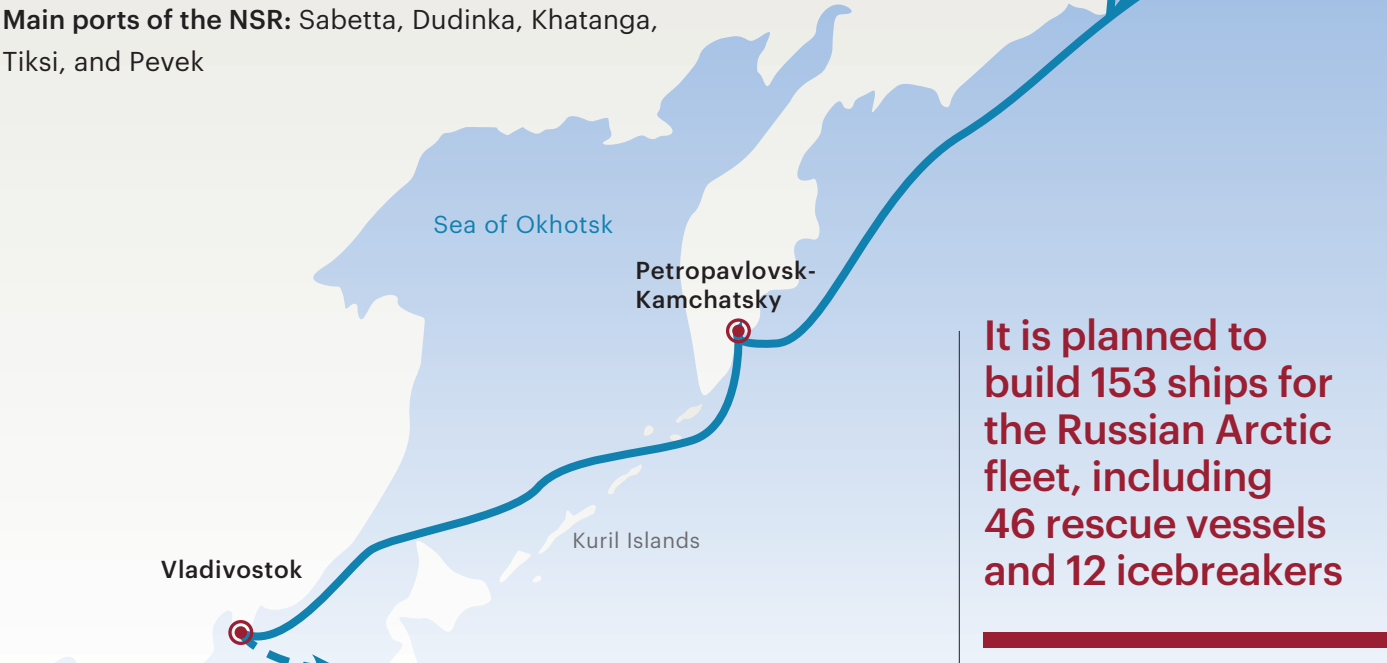 Main ports of the NSR: Sabetta, Dudinka, Khatanga,
Tiksi, and Pevek
Sea of Okhotsk
Petropavlovsk-
Kamchatsky
It is planned to
build 153 ships for
the Russian Arctic
fleet, including
46 rescue vessels
and 12 icebreakers
Kuril Islands
Vladivostok